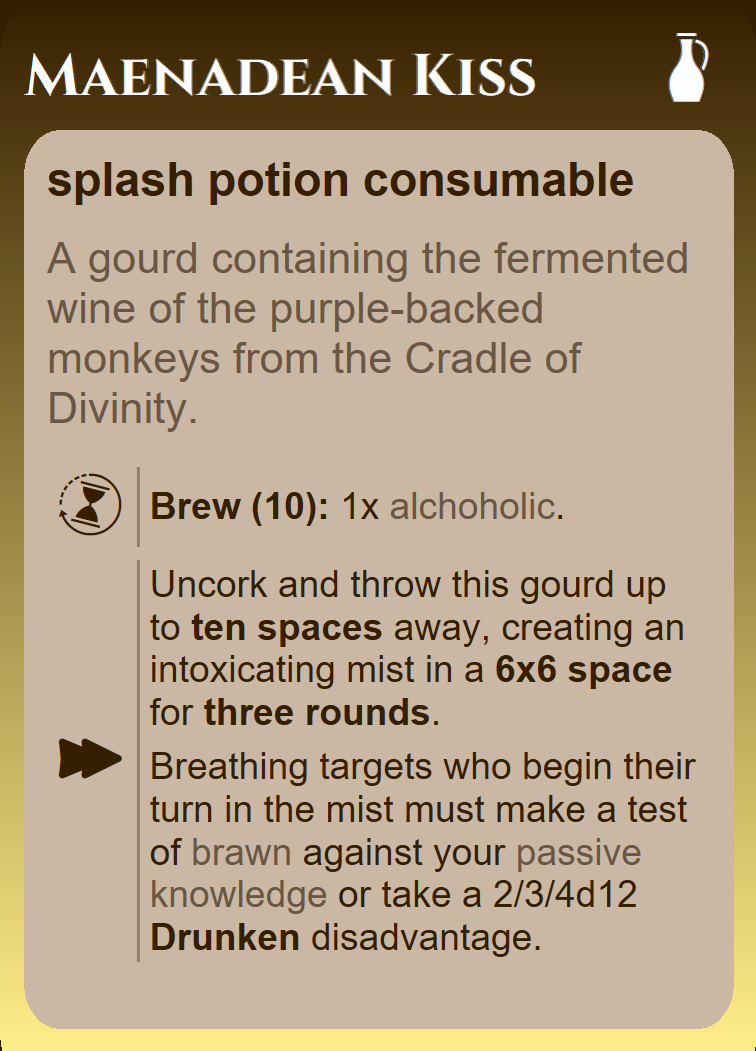 Maenadean Kiss
splash potion consumable
A gourd containing the fermented
wine of the purple-backed
monkeys from the Cradle of
Divinity.
Brew (10): 1x alchoholic.
Uncork and throw this gourd up
to ten spaces away, creating an
intoxicating mist in a 6x6 space
for three rounds.
Breathing targets who begin their
turn in the mist must make a test
of brawn against your passive
knowledge or take a 2/3/4d12
Drunken disadvantage.